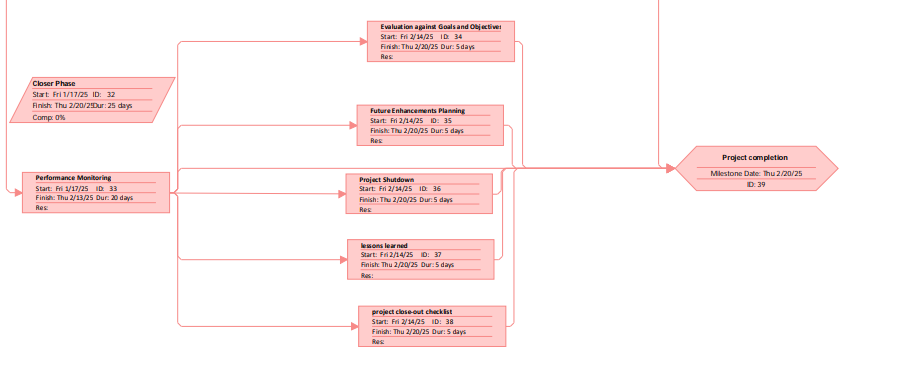 Evaluation against Goals and Objectives
Start: Fri 2/14/25 ID: 34
Finish: Thu 2/20/25 Dur: 5 days
Res:
Closer Phase
Start: Fri 1/17/25 ID: 32
Finish: Thu 2/20/25Dur: 25 days
Comp: 0%
Future Enhancements Planning
Start: Fri 2/14/25 ID: 35
Finish: Thu 2/20/25 Dur: 5 days
Res:
Performance Monitoring
Start: Fri 1/17/25 ID: 33
Finish: Thu 2/13/25 Dur: 20 days
Res:
Project Shutdown
Start: Fri 2/14/25 ID: 36
Finish: Thu 2/20/25 Dur: 5 days
Res:
Project completion
Milestone Date: Thu 2/20/25
ID: 39
lessons learned
Start: Fri 2/14/25 ID: 37
Finish: Thu 2/20/25 Dur: 5 days
Res:
project close-out checklist
Start: Fri 2/14/25 ID: 38
Finish: Thu 2/20/25 Dur: 5 days
Res: